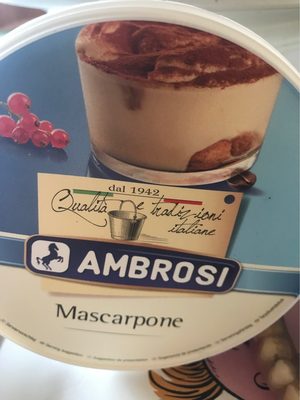 dal 1942
Qualità e tradizioni
italiane
AMBROSI
Mascarpone